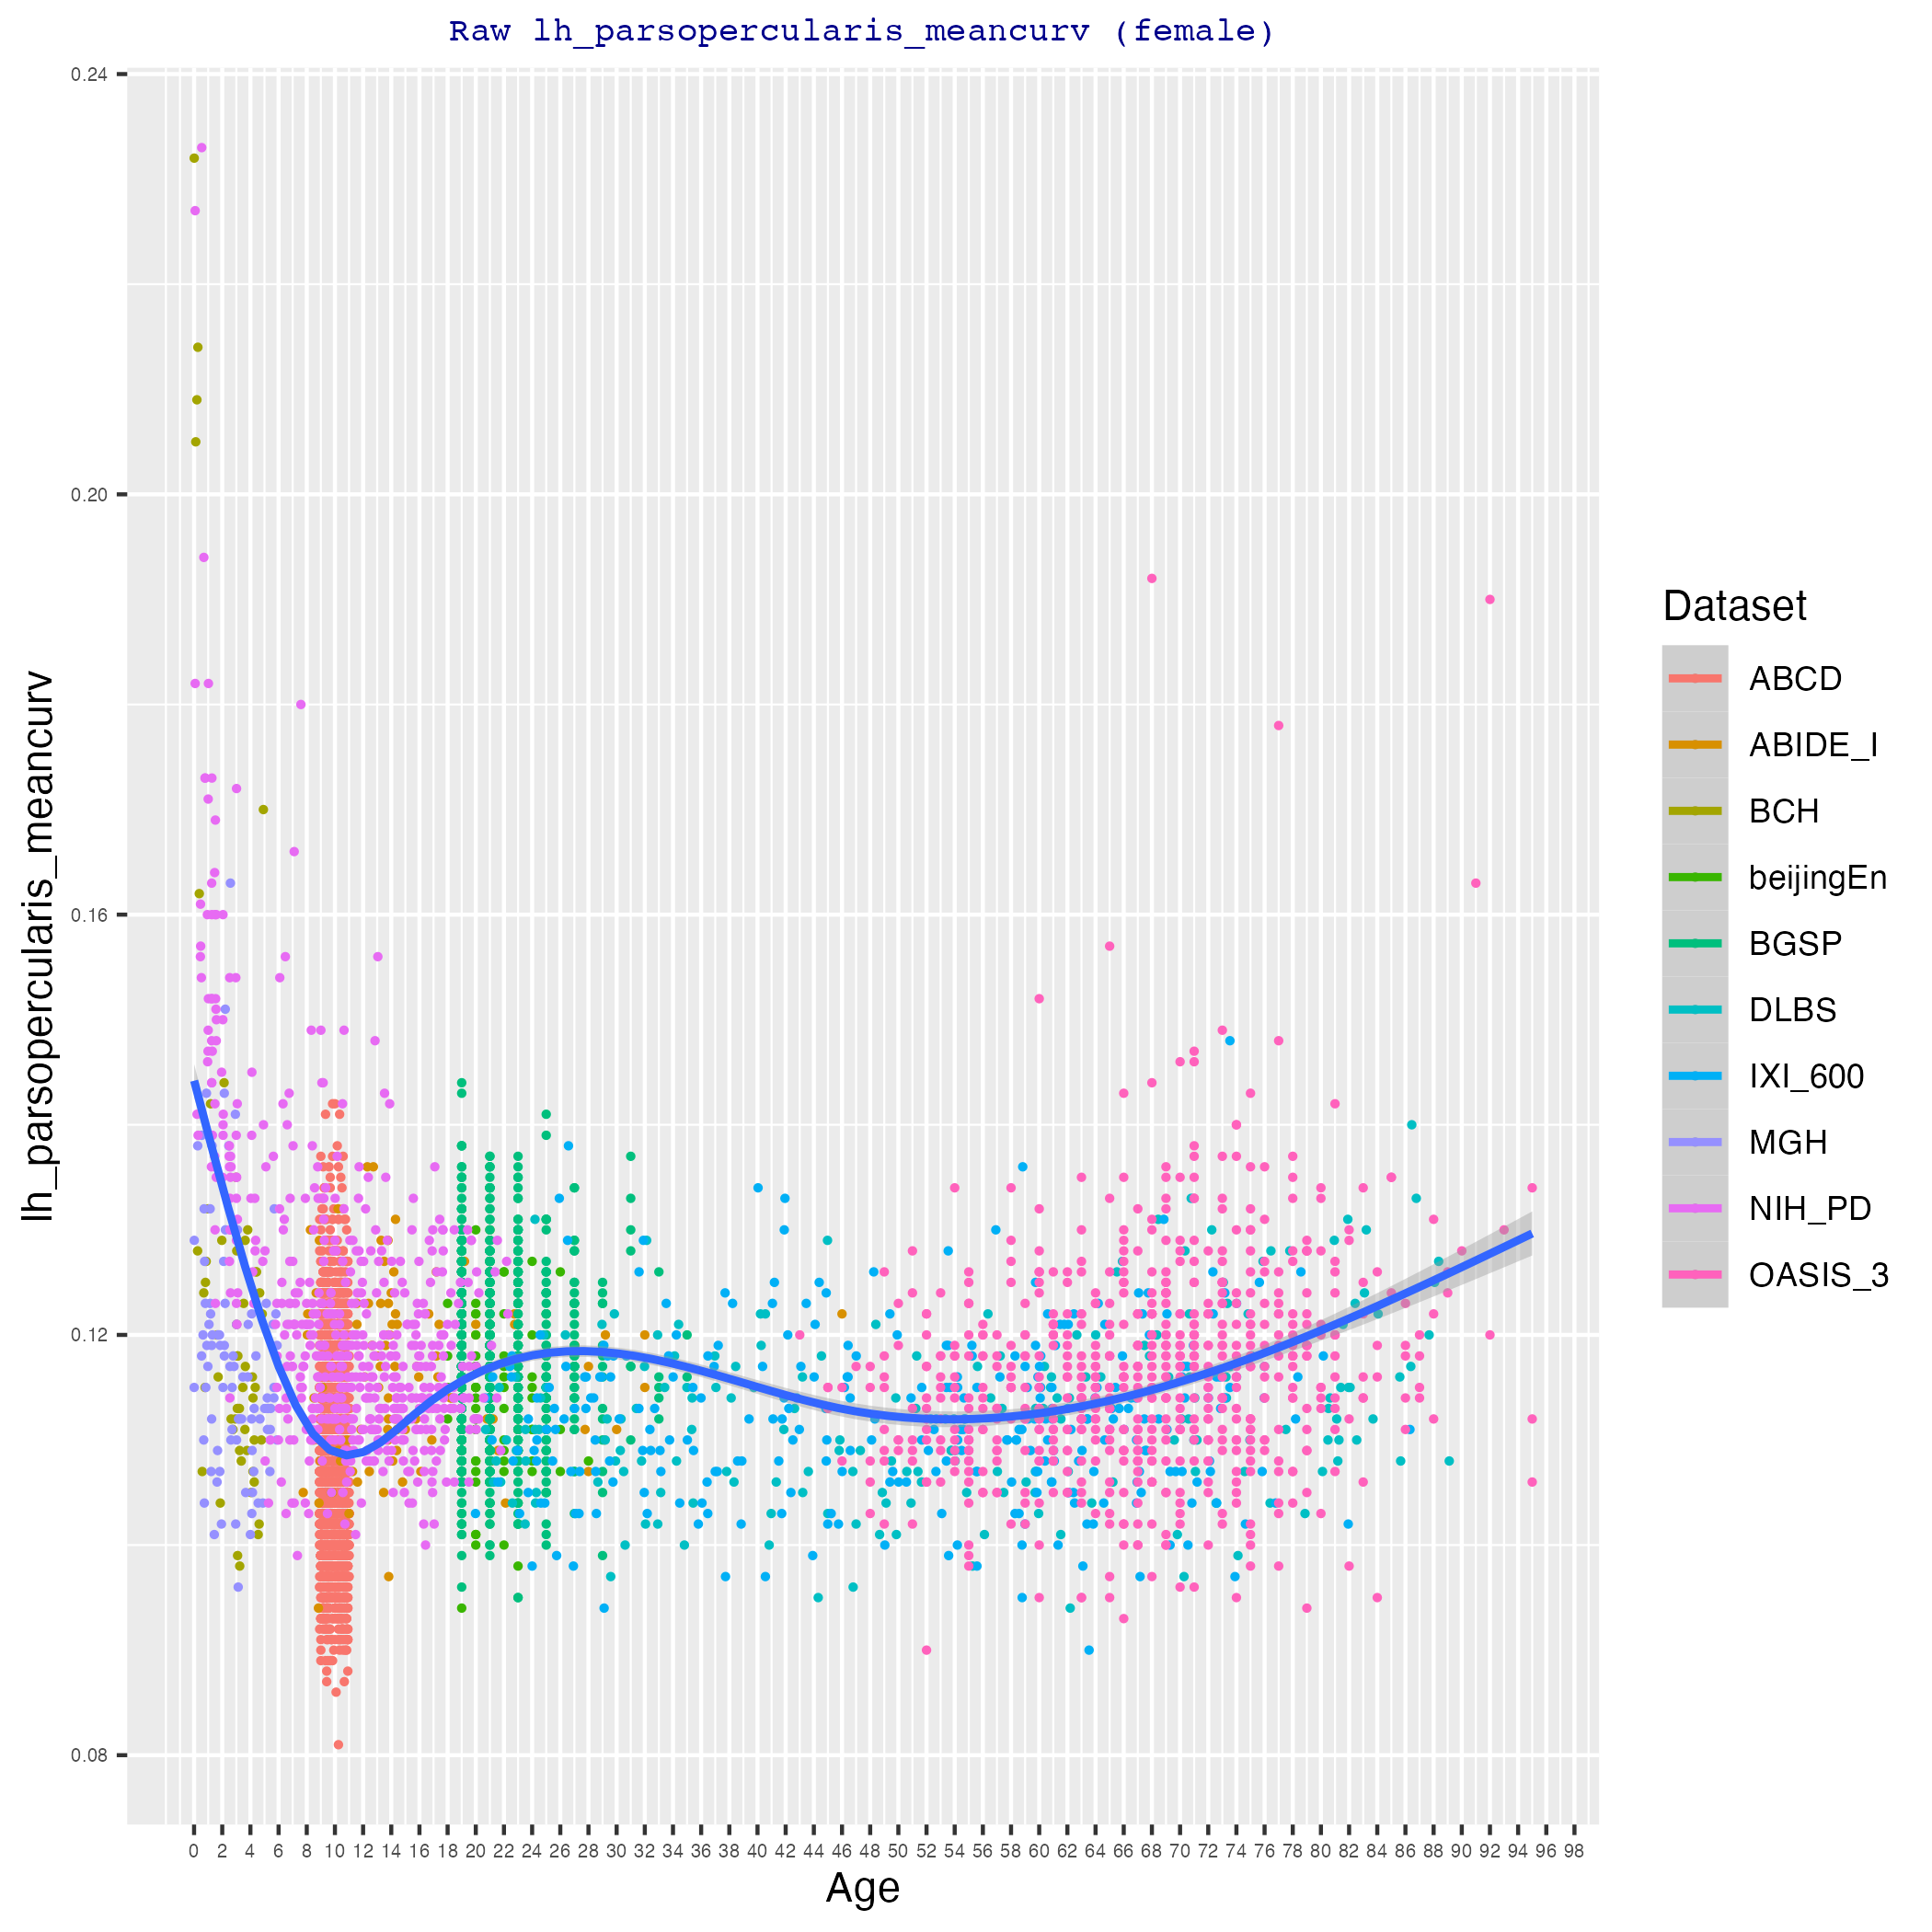 Raw lh_parsopercularis_meancurv (female)
lh_parsopercularis_meancurv
0.24
0.20
0.16
0.12
0.08
0 2 4 6 8 10 12 14 16 18 20 22 24 26 28 30 32 34 36 38 40 42 44 46 48 50 52 54 56 58 60 62 64 66 68 70 72 74 76 78 80 82 84 86 88 90 92 94 96 98
Age
Dataset
ABCD
ABIDE_I
BCH
beijingEn
BGSP
DLBS
IXI_600
MGH
NIH_PD
OASIS_3